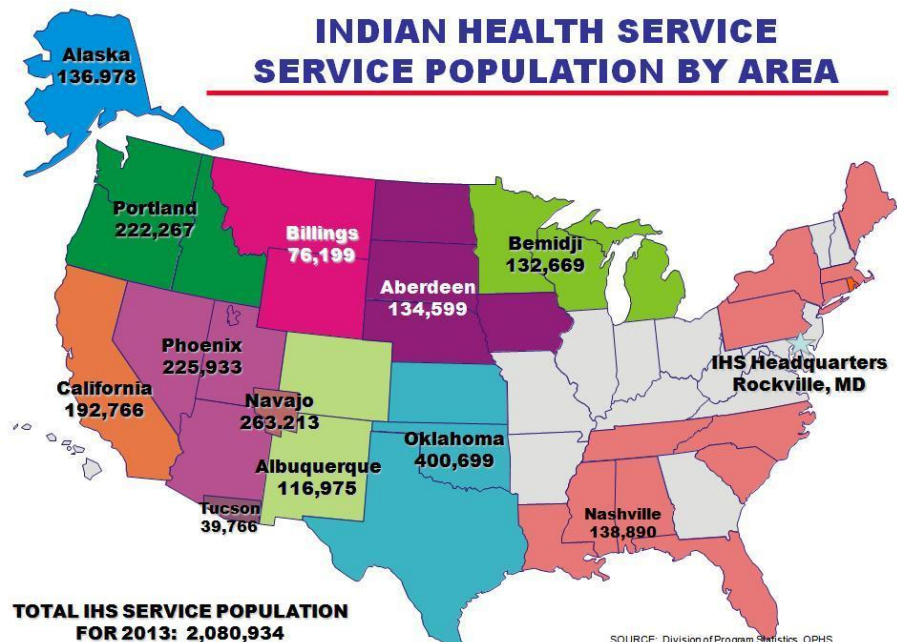 INDIAN HEALTH SERVICE
SERVICE POPULATION BY AREA
Alaska
136.978
Portland
222,267
Billings
76,199
Bemidji
132,669
Aberdeen
134,599
Phoenix
225,933
IHS Headquarters
Rockville, MD
California
192,766
Navajo
263.213
Oklahoma
400,699
Albuquerque
116,975
Tucson
39,766
Nashville
138,890
TOTAL IHS SERVICE POPULATION
FOR 2013: 2,080,934
SOURCE: Division of Program Statistics, OPHS